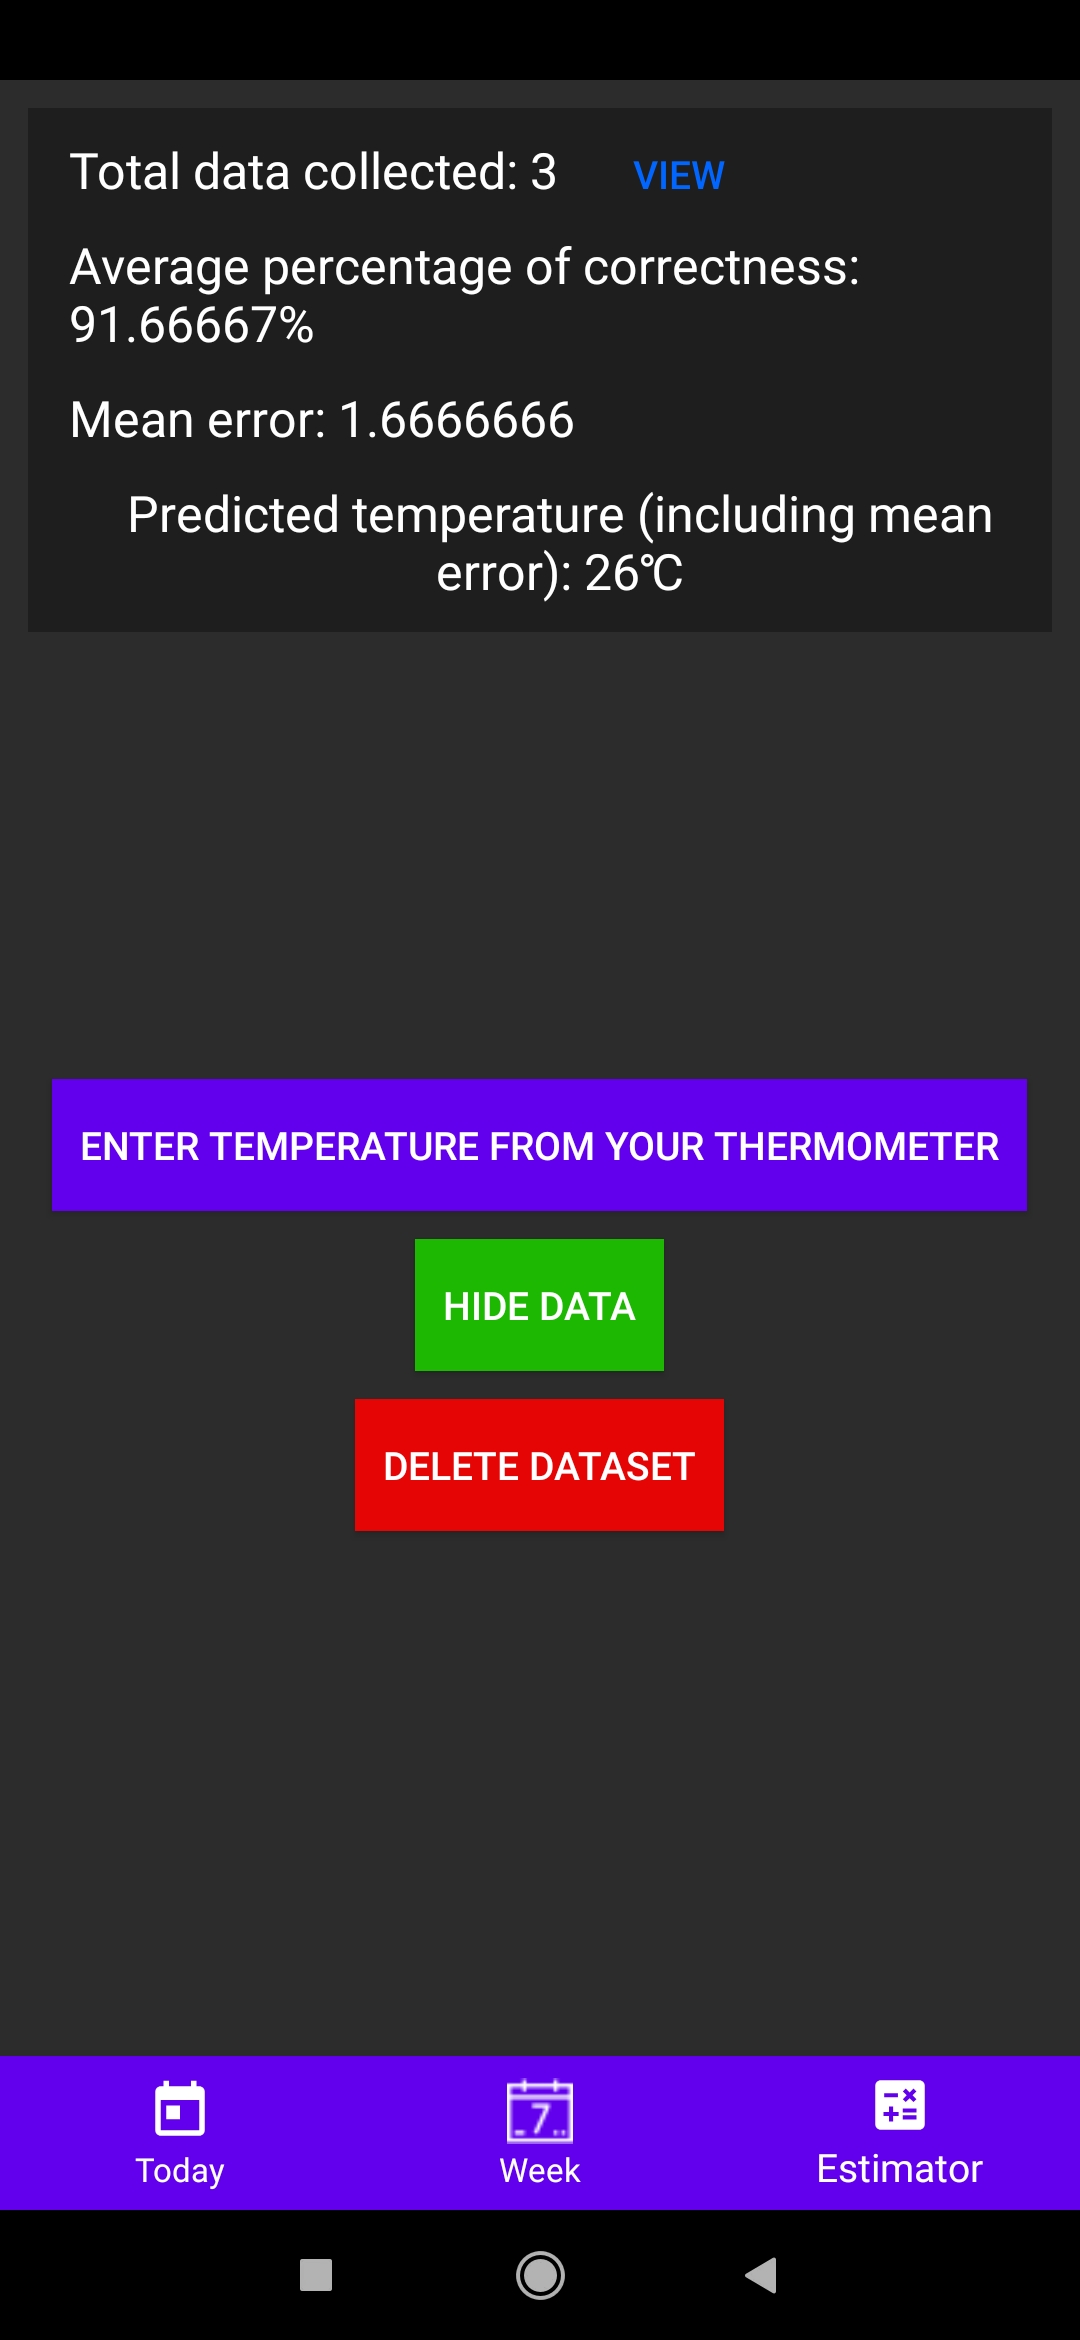 Total data collected: 3 VIEW
Average percentage of correctness:
91.66667%
Mean error: 1.6666666
Predicted temperature (including mean
error): 26℃
ENTER TEMPERATURE FROM YOUR THERMOMETER
HIDE DATA
DELETE DATASET
7
Today Week Estimator